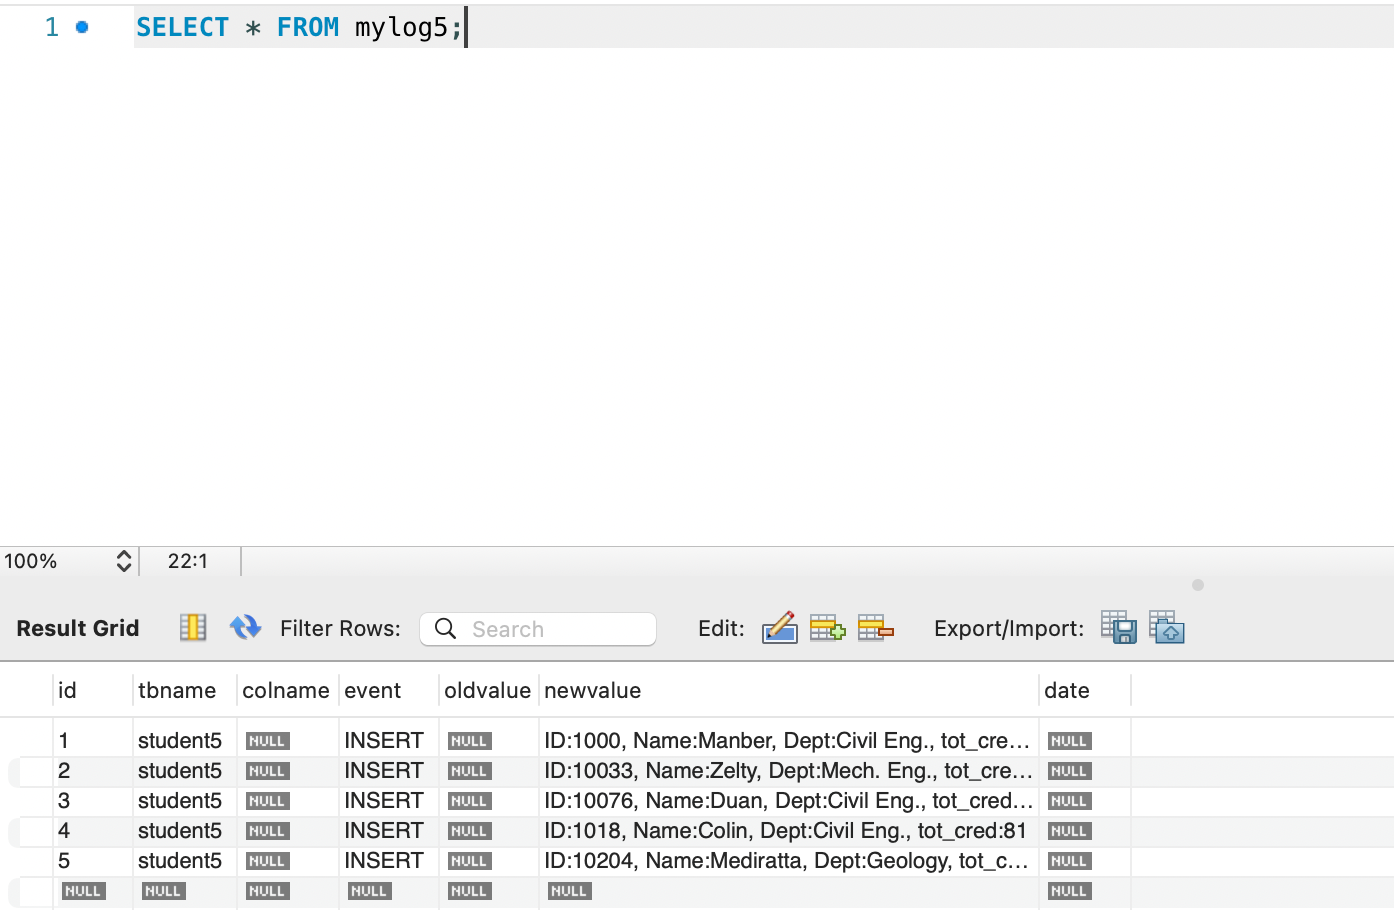 1 SELECT * FROM mylog5;
100% 22:1
Result Grid Filter Rows: Search Edit: Export/Import:
id tbname colname event oldvalue newvalue date
1 student5 NULL INSERT NULL ID:1000, Name:Manber, Dept:Civil Eng., tot_cre... NULL
2 student5 NULL INSERT NULL ID:10033, Name:Zelty, Dept:Mech. Eng., tot_cre... NULL
3 student5 NULL INSERT NULL ID:10076, Name:Duan, Dept:Civil Eng., tot_cred... NULL
4 student5 NULL INSERT NULL ID:1018, Name:Colin, Dept:Civil Eng., tot_cred:81 NULL
5 student5 NULL INSERT NULL ID:10204, Name:Mediratta, Dept:Geology, tot_c... NULL
NULL NULL NULL NULL NULL NULL NULL